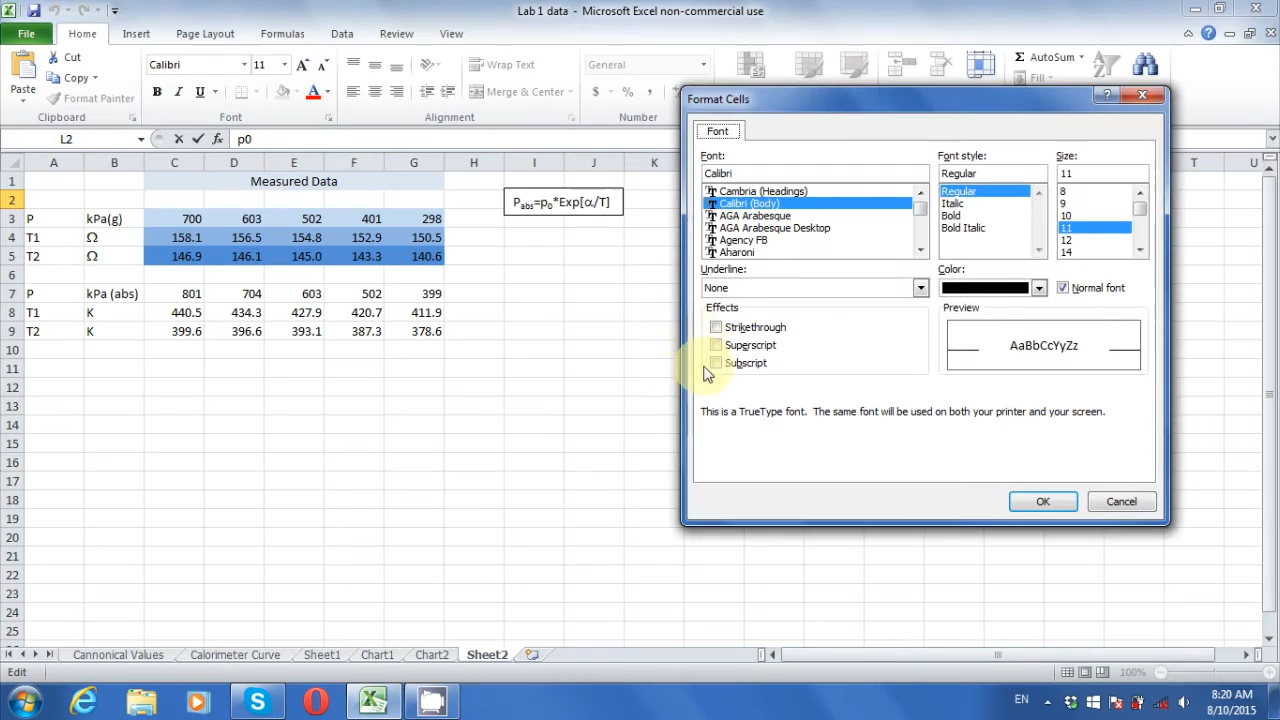 Lab 1 data - Microsoft Excel non-commercial use
File Home Insert Page Layout Formulas Data Review View
Paste
Cut
Copy
Format Painter
Clipboard
Calibri 11
B I U
Font
Wrap Text
Merge & Center
Alignment
General
$ % ,
Number
Σ AutoSum
Fill
L2 fx p0
A B C D E F G H I J K T U
1 Measured Data
2 Pabs=p0*Exp[α/T]
3 P kPa(g) 700 603 502 401 298
4 T1 Ω 158.1 156.5 154.8 152.9 150.5
5 T2 Ω 146.9 146.1 145.0 143.3 140.6
6
7 P kPa (abs) 801 704 603 502 399
8 T1 K 440.5 434.3 427.9 420.7 411.9
9 T2 K 399.6 396.6 393.1 387.3 378.6
10
11
12
13
14
15
16
17
18
19
20
21
22
23
24
25
Format Cells
Font
Font: Font style: Size:
Calibri Regular 11
Cambria (Headings) Regular 8
Calibri (Body) Italic 9
AGA Arabesque Bold 10
AGA Arabesque Desktop Bold Italic 11
Agency FB 12
Aharoni 14
Underline: Color:
None Normal font
Effects Preview
Strikethrough
Superscript AaBbCcYyZz
Subscript
This is a TrueType font. The same font will be used on both your printer and your screen.
OK Cancel
Cannonical Values Calorimeter Curve Sheet1 Chart1 Chart2 Sheet2
Edit 100%
EN 8:20 AM
8/10/2015